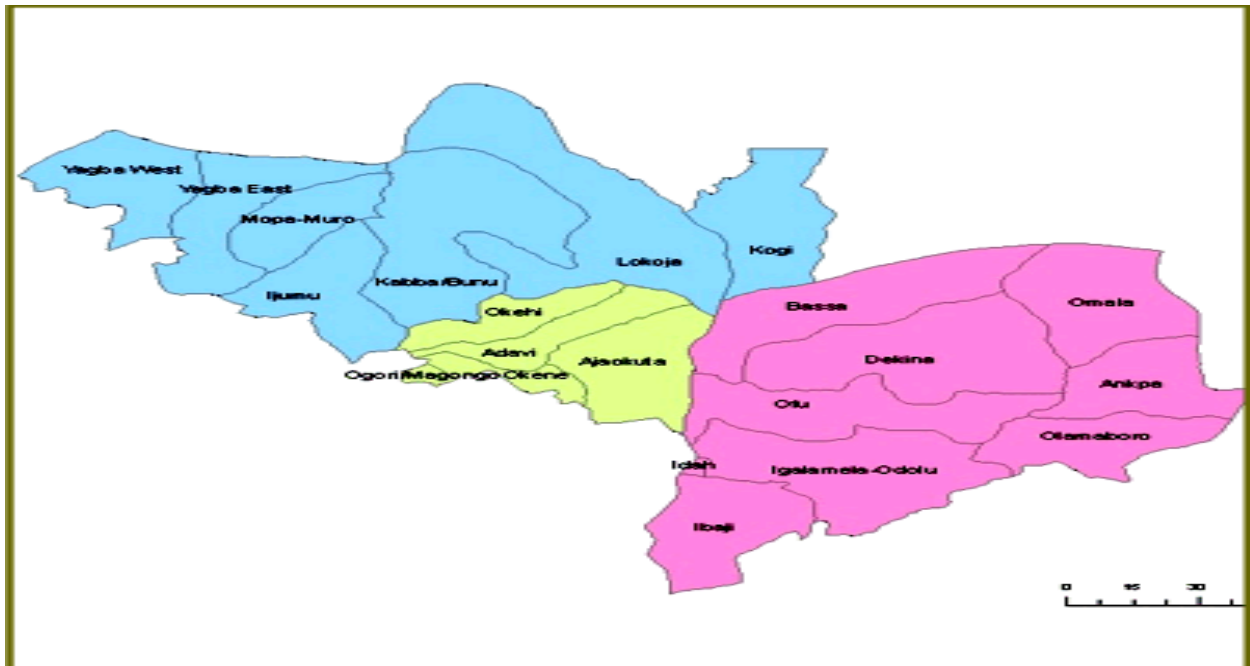 Yagba West
Yagba East
Mopa-Muro
Kogi
Lokoja
Kabba/Bunu
Ijumu
Okehi
Bassa
Omala
Adavi
Ajaokuta
Dekina
Ogori/Magongo
Okene
Ankpa
Ofu
Olamaboro
Idah
Igalamela-Odolu
Ibaji
0 15 30